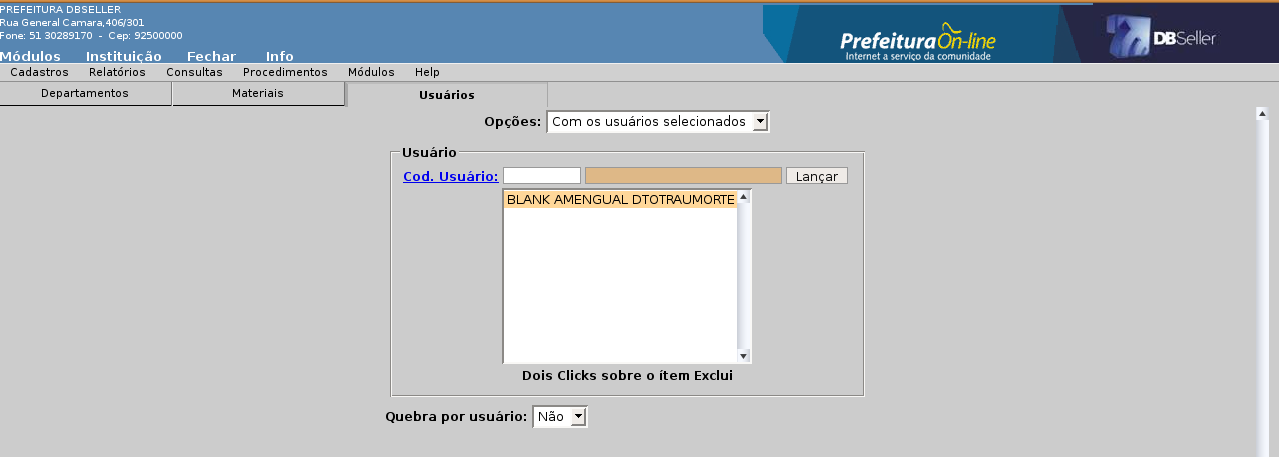 PREFEITURA DBSELLER
Rua General Camara,406/301
Fone: 51 30289170 - Cep: 92500000
Prefeitura On-line
Internet a serviço da comunidade
DBSeller
Módulos Instituição Fechar Info
Cadastros Relatórios Consultas Procedimentos Módulos Help
Departamentos Materiais Usuários
Opções: Com os usuários selecionados
Usuário
Cod. Usuário: Lançar
BLANK AMENGUAL DTOTRAUMORTE
Dois Clicks sobre o ítem Exclui
Quebra por usuário: Não